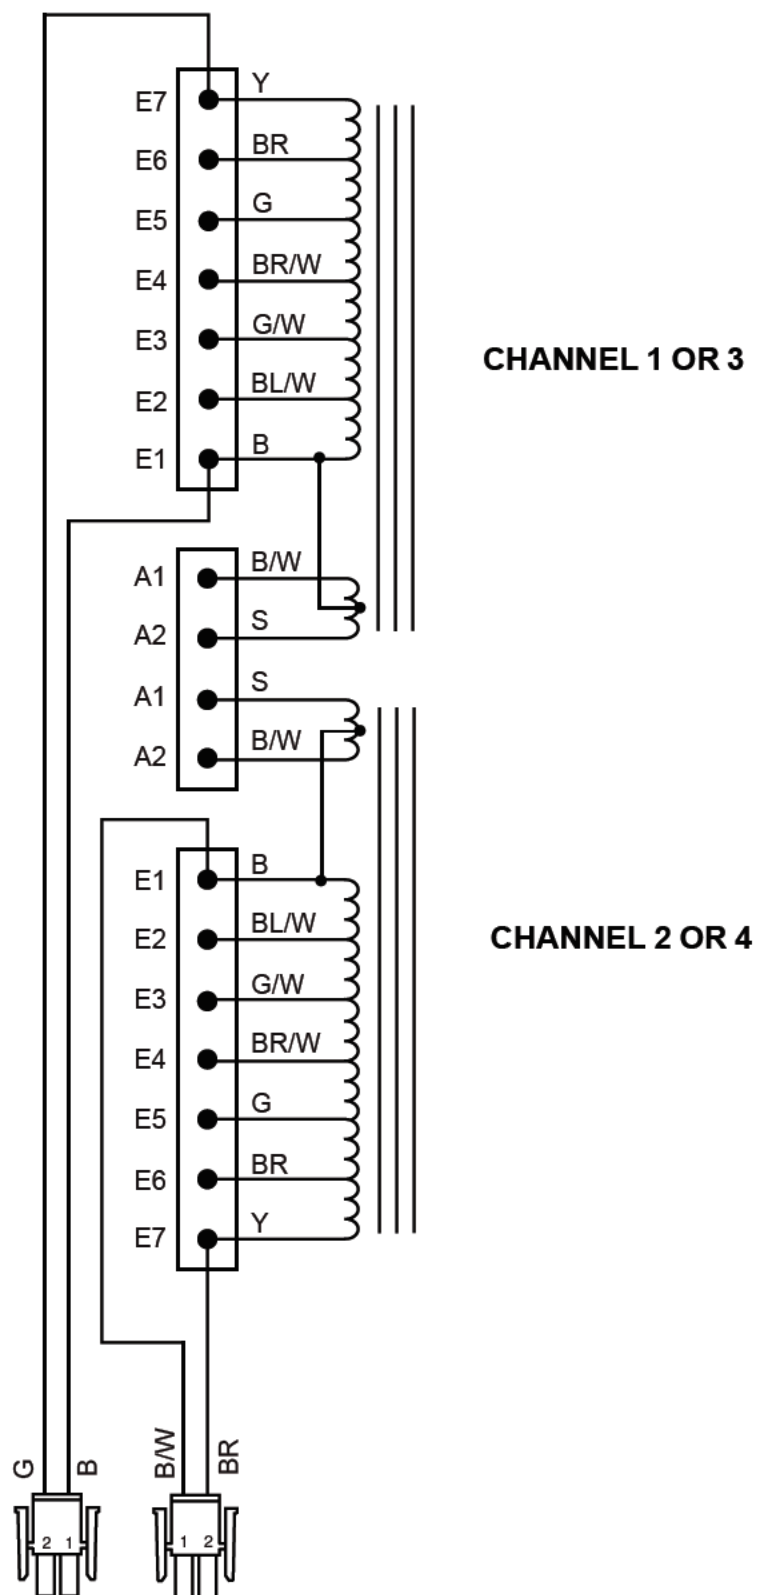 Y
E7
BR
E6
G
E5
BR/W
E4
G/W
E3
CHANNEL 1 OR 3
BL/W
E2
B
E1
B/W
A1
S
A2
S
A1
B/W
A2
B
E1
BL/W
E2
CHANNEL 2 OR 4
G/W
E3
BR/W
E4
G
E5
BR
E6
Y
E7
G
B
B/W
BR
2 1
1 2